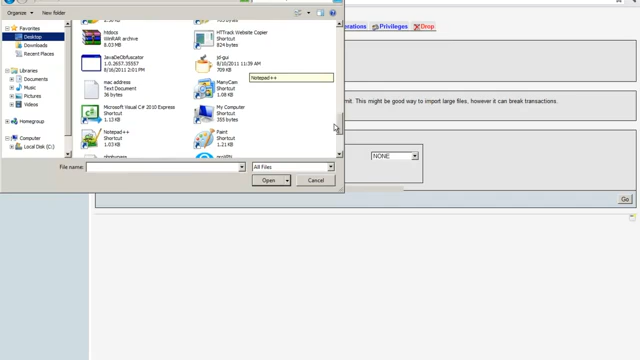 Organize
New folder
Favorites
Desktop
Downloads
Recent Places
Libraries
Documents
Music
Pictures
Videos
Homegroup
Computer
Local Disk (C:)
Shortcut
htdocs
WinRAR archive
8.03 MB
HTTrack Website Copier
Shortcut
824 bytes
JavaDeObfuscator
1.0.2657.35557
8/16/2011 2:01 PM
jd-gui
8/10/2011 11:39 AM
709 KB
Notepad++
mac address
Text Document
36 bytes
ManyCam
Shortcut
1.08 KB
Microsoft Visual C# 2010 Express
Shortcut
1.13 KB
My Computer
Shortcut
355 bytes
Notepad++
Shortcut
1.03 KB
Paint
Shortcut
1.21 KB
File name:
All Files
Open
Cancel
erations
Privileges
Drop
mit. This might be good way to import large files, however it can break transactions.
NONE
Go